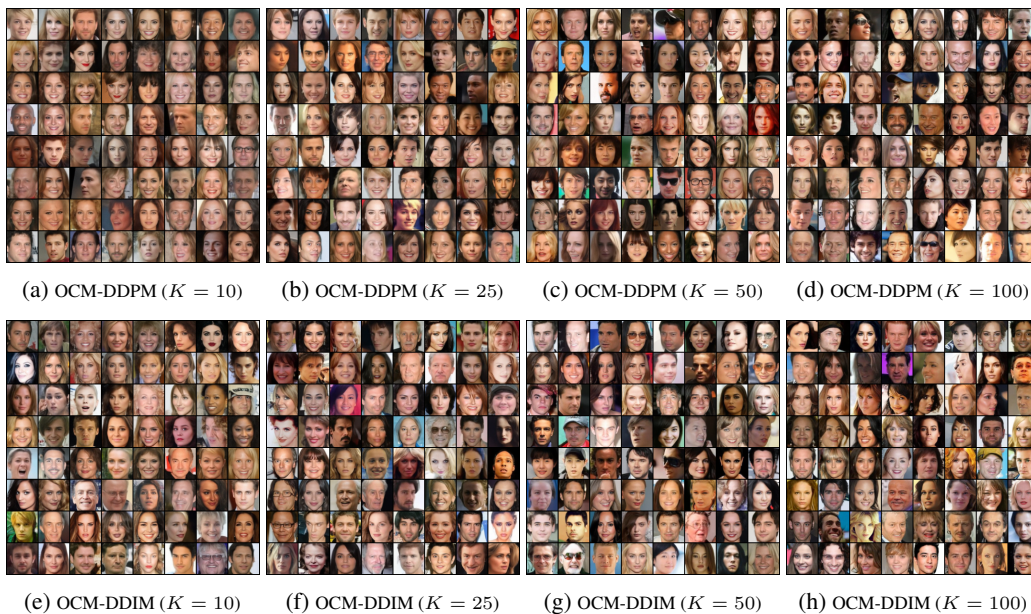 (a) OCM-DDPM (K = 10)
(b) OCM-DDPM (K = 25)
(c) OCM-DDPM (K = 50)
(d) OCM-DDPM (K = 100)
(e) OCM-DDIM (K = 10)
(f) OCM-DDIM (K = 25)
(g) OCM-DDIM (K = 50)
(h) OCM-DDIM (K = 100)